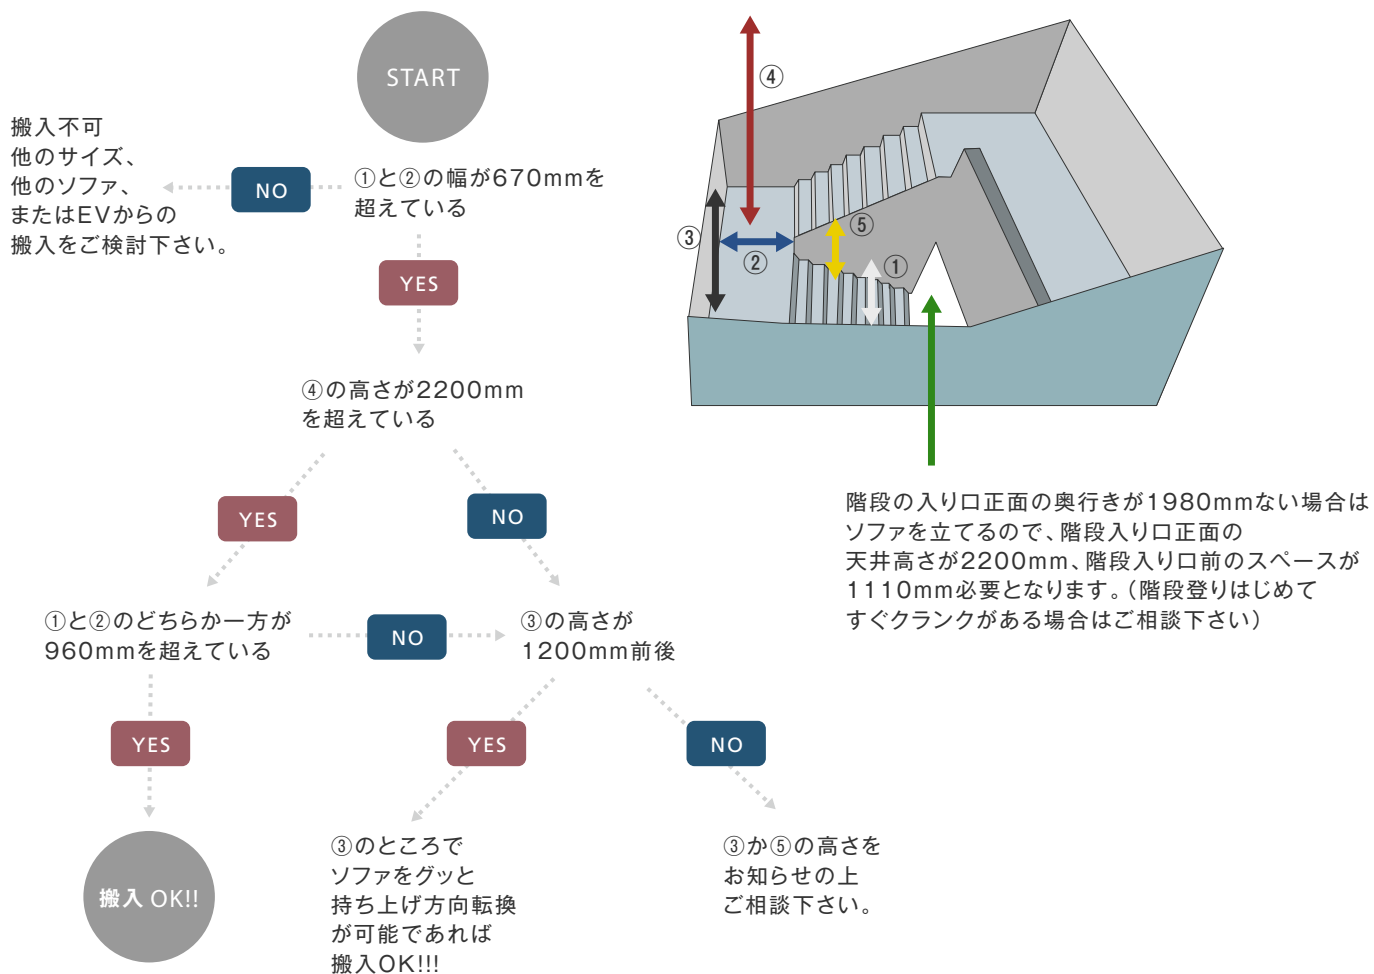 START
①と②の幅が670mmを
超えている
NO
搬入不可
他のサイズ、
他のソファ、
またはEVからの
搬入をご検討下さい。
YES
④の高さが2200mm
を超えている
YES
NO
①と②のどちらか一方が
960mmを超えている
NO
③の高さが
1200mm前後
YES
YES
NO
搬入 OK!!
③のところで
ソファをグッと
持ち上げ方向転換
が可能であれば
搬入OK!!!
③か⑤の高さを
お知らせの上
ご相談下さい。
④
③
②
⑤
①
階段の入り口正面の奥行きが1980mmない場合は
ソファを立てるので、階段入り口正面の
天井高さが2200mm、階段入り口前のスペースが
1110mm必要となります。（階段登りはじめて
すぐクランクがある場合はご相談下さい）